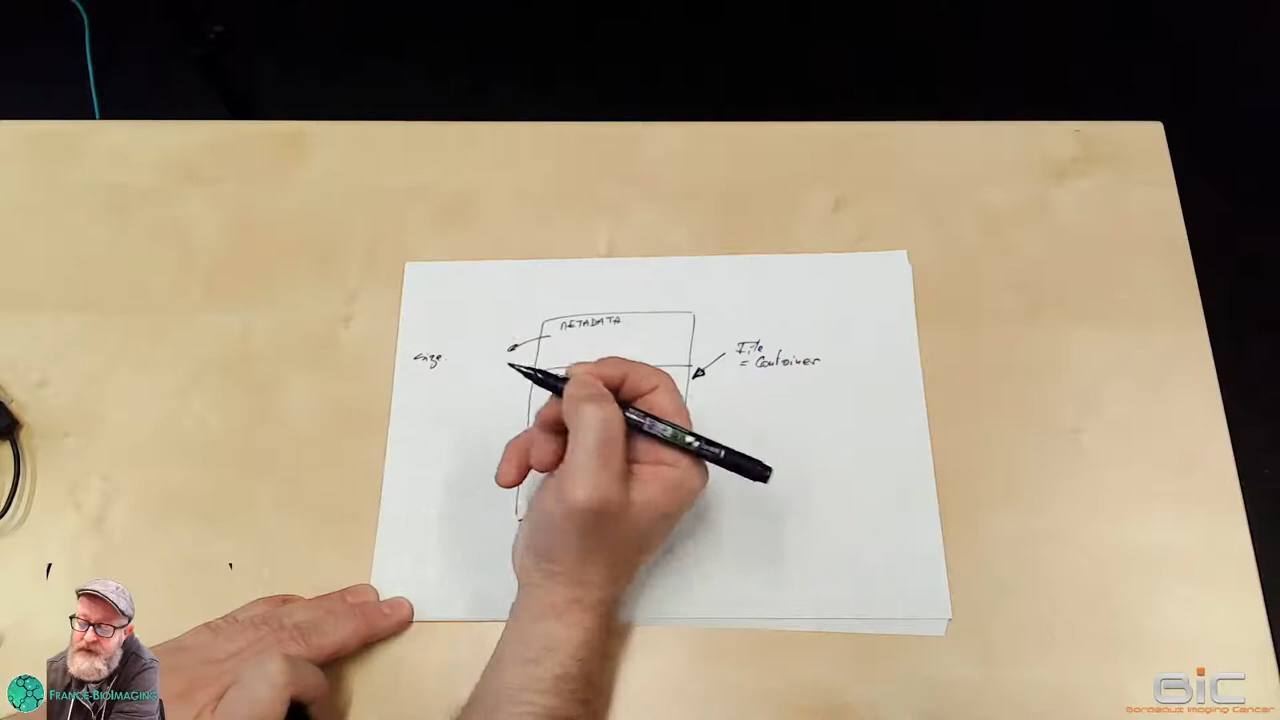 METADATA
size.
File
= Container
FRANCE-BIOIMAGING
BIC
Bordeaux Imaging Center